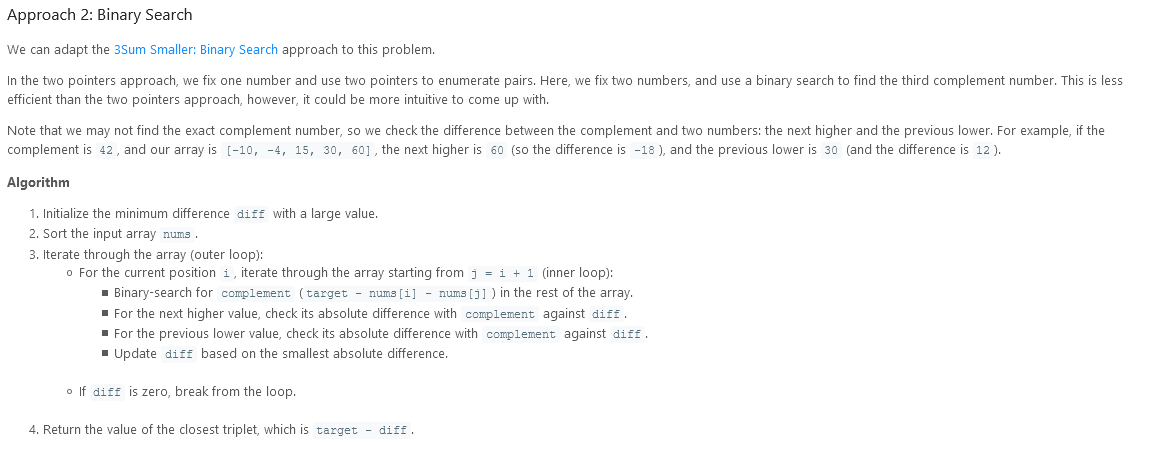 Approach 2: Binary Search
We can adapt the 3Sum Smaller: Binary Search approach to this problem.
In the two pointers approach, we fix one number and use two pointers to enumerate pairs. Here, we fix two numbers, and use a binary search to find the third complement number. This is less
efficient than the two pointers approach, however, it could be more intuitive to come up with.
Note that we may not find the exact complement number, so we check the difference between the complement and two numbers: the next higher and the previous lower. For example, if the
complement is 42, and our array is [-10, -4, 15, 30, 60], the next higher is 60 (so the difference is -18), and the previous lower is 30 (and the difference is 12).
Algorithm
1. Initialize the minimum difference diff with a large value.
2. Sort the input array nums.
3. Iterate through the array (outer loop):
○ For the current position i, iterate through the array starting from j = i + 1 (inner loop):
■ Binary-search for complement (target - nums[i] - nums[j]) in the rest of the array.
■ For the next higher value, check its absolute difference with complement against diff.
■ For the previous lower value, check its absolute difference with complement against diff.
■ Update diff based on the smallest absolute difference.
○ If diff is zero, break from the loop.
4. Return the value of the closest triplet, which is target - diff.